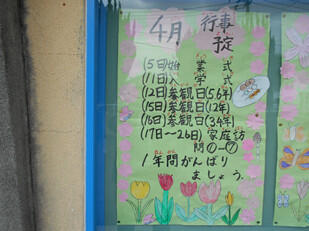 4月 行事予定
(5日)始業式
(11日)入学式
(12日)参観日(5.6年)
(15日)参観日(1.2年)
(16日)参観日(3.4年)
(17日〜26日)家庭訪
問①〜⑦
1年間がんばり
ましょう。